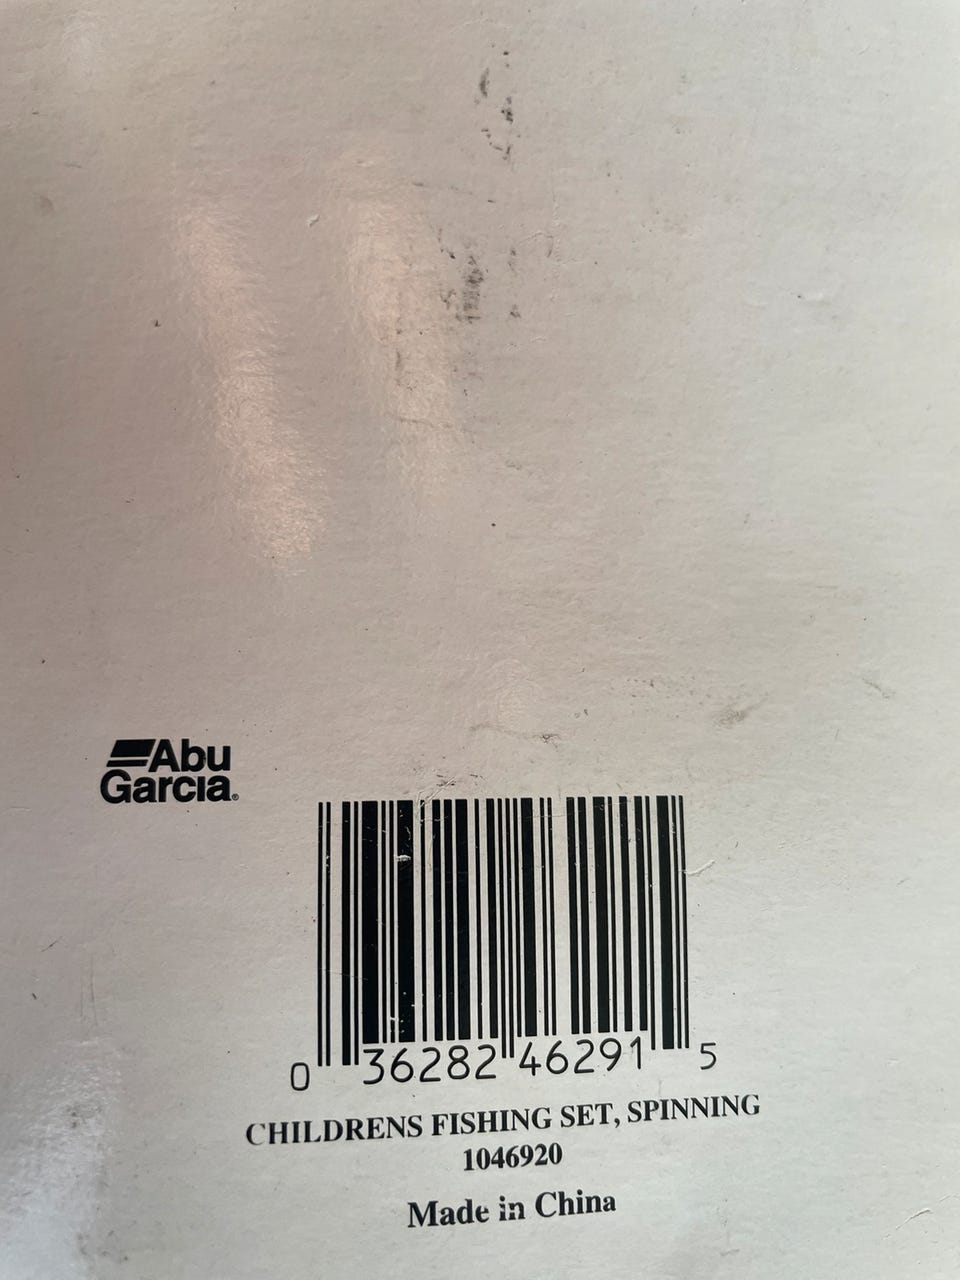 Abu
Garcia®
0 36282 46291 5
CHILDRENS FISHING SET, SPINNING
1046920
Made in China